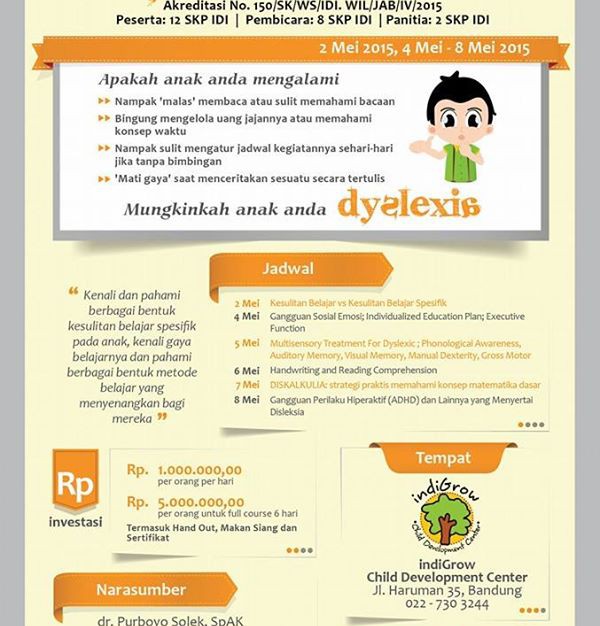 Akreditasi No. 150/SK/WS/IDI. WIL/JAB/IV/2015
Peserta: 12 SKP IDI | Pembicara: 8 SKP IDI | Panitia: 2 SKP IDI
2 Mei 2015, 4 Mei - 8 Mei 2015
Apakah anak anda mengalami
Nampak 'malas' membaca atau sulit memahami bacaan
Bingung mengelola uang jajannya atau memahami
konsep waktu
Nampak sulit mengatur jadwal kegiatannya sehari-hari
jika tanpa bimbingan
'Mati gaya' saat menceritakan sesuatu secara tertulis
Mungkinkah anak anda dyslexia
Jadwal
2 Mei Kesulitan Belajar vs Kesulitan Belajar Spesifik
4 Mei Gangguan Sosial Emosi; Individualized Education Plan; Executive
Function
5 Mei Multisensory Treatment For Dyslexic ; Phonological Awareness,
Auditory Memory, Visual Memory, Manual Dexterity, Gross Motor
6 Mei Handwriting and Reading Comprehension
7 Mei DISKALKULIA: strategi praktis memahami konsep matematika dasar
8 Mei Gangguan Perilaku Hiperaktif (ADHD) dan Lainnya yang Menyertai
Disleksia
“ Kenali dan pahami
berbagai bentuk
kesulitan belajar spesifik
pada anak, kenali gaya
belajarnya dan pahami
berbagai bentuk metode
belajar yang
menyenangkan bagi
mereka ”
Rp
investasi
Rp. 1.000.000,00
per orang per hari
Rp. 5.000.000,00
per orang untuk full course 6 hari
Termasuk Hand Out, Makan Siang dan
Sertifikat
Tempat
indiGrow
Child Development Center
indiGrow
Child Development Center
Jl. Haruman 35, Bandung
022 - 730 3244
Narasumber
dr. Purboyo Solek, SpAK